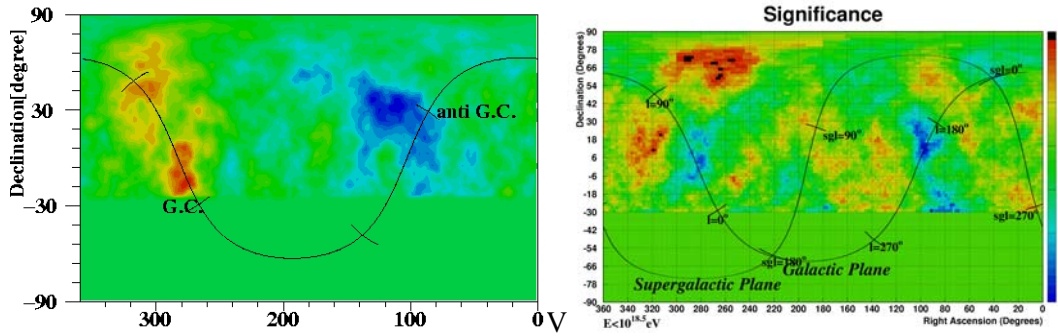 90
30
−30
−90
Declination[degree]
anti G.C.
G.C.
300
200
100
0
V
Significance
Declination (Degrees)
90
78
66
54
42
30
18
6
-6
-18
-30
-42
-54
-66
-78
-90
l=90°
sgl=0°
l=180°
sgl=90°
l=0°
sgl=270°
l=270°
sgl=180°
Galactic Plane
Supergalactic Plane
360 340 320 300 280 260 240 220 200 180 160 140 120 100 80 60 40 20 0
E<10^18.5eV
Right Ascension (Degrees)